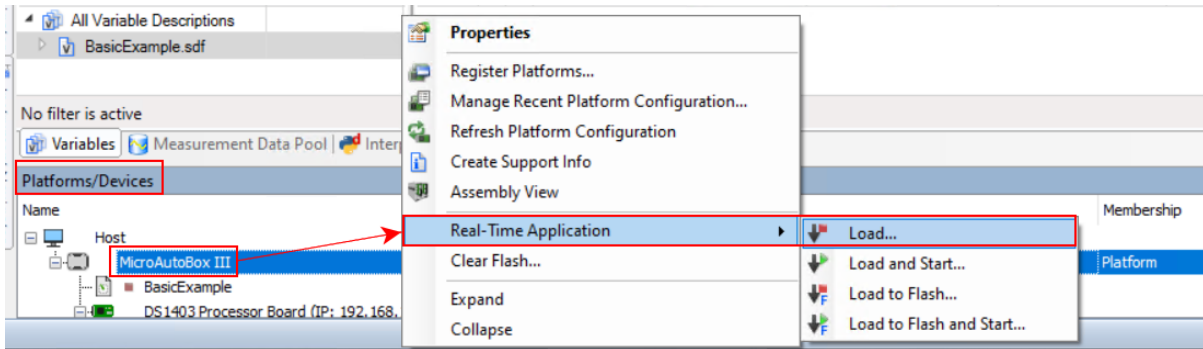 All Variable Descriptions
BasicExample.sdf
No filter is active
Variables Measurement Data Pool
Platforms/Devices
Name
Host
MicroAutoBox III
BasicExample
DS1403 Processor Board (IP: 192.168.
Properties
Register Platforms...
Manage Recent Platform Configuration...
Refresh Platform Configuration
Create Support Info
Assembly View
Real-Time Application
Clear Flash...
Expand
Collapse
Load...
Load and Start...
Load to Flash...
Load to Flash and Start...
Membership
Platform